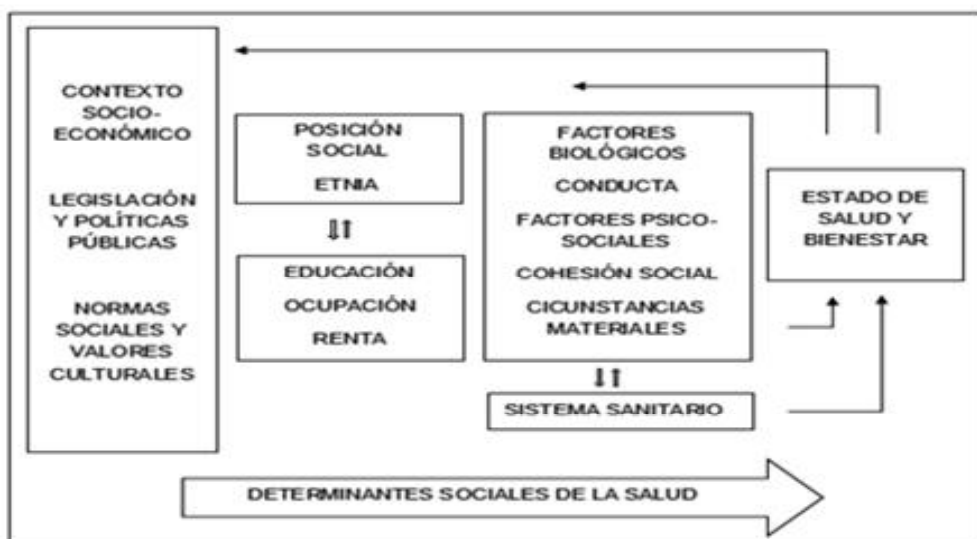 CONTEXTO
SOCIO-
ECONÓMICO
LEGISLACIÓN
Y POLÍTICAS
PÚBLICAS
NORMAS
SOCIALES Y
VALORES
CULTURALES
POSICIÓN
SOCIAL
ETNIA
EDUCACIÓN
OCUPACIÓN
RENTA
FACTORES
BIOLÓGICOS
CONDUCTA
FACTORES PSICO-
SOCIALES
COHESIÓN SOCIAL
CICUNSTANCIAS
MATERIALES
SISTEMA SANITARIO
ESTADO DE
SALUD Y
BIENESTAR
DETERMINANTES SOCIALES DE LA SALUD